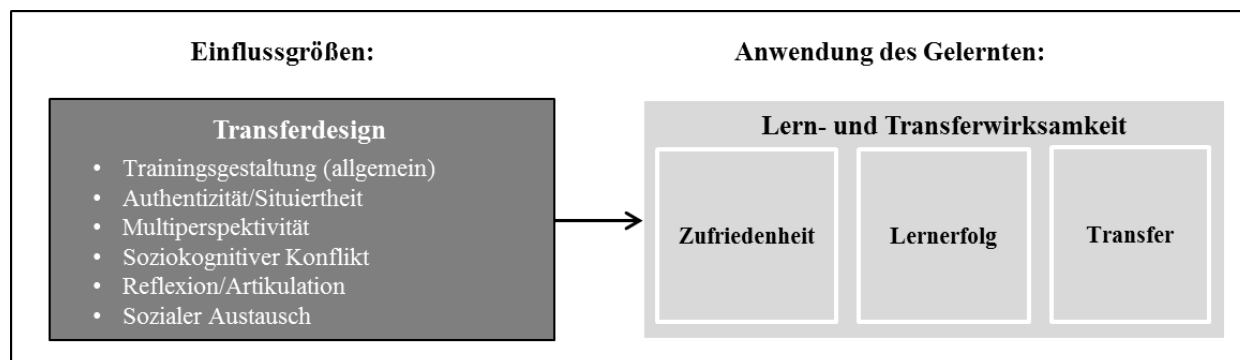 Einflussgrößen:
Transferdesign
• Trainingsgestaltung (allgemein)
• Authentizität/Situiertheit
• Multiperspektivität
• Soziokognitiver Konflikt
• Reflexion/Artikulation
• Sozialer Austausch
Anwendung des Gelernten:
Lern- und Transferwirksamkeit
Zufriedenheit
Lernerfolg
Transfer